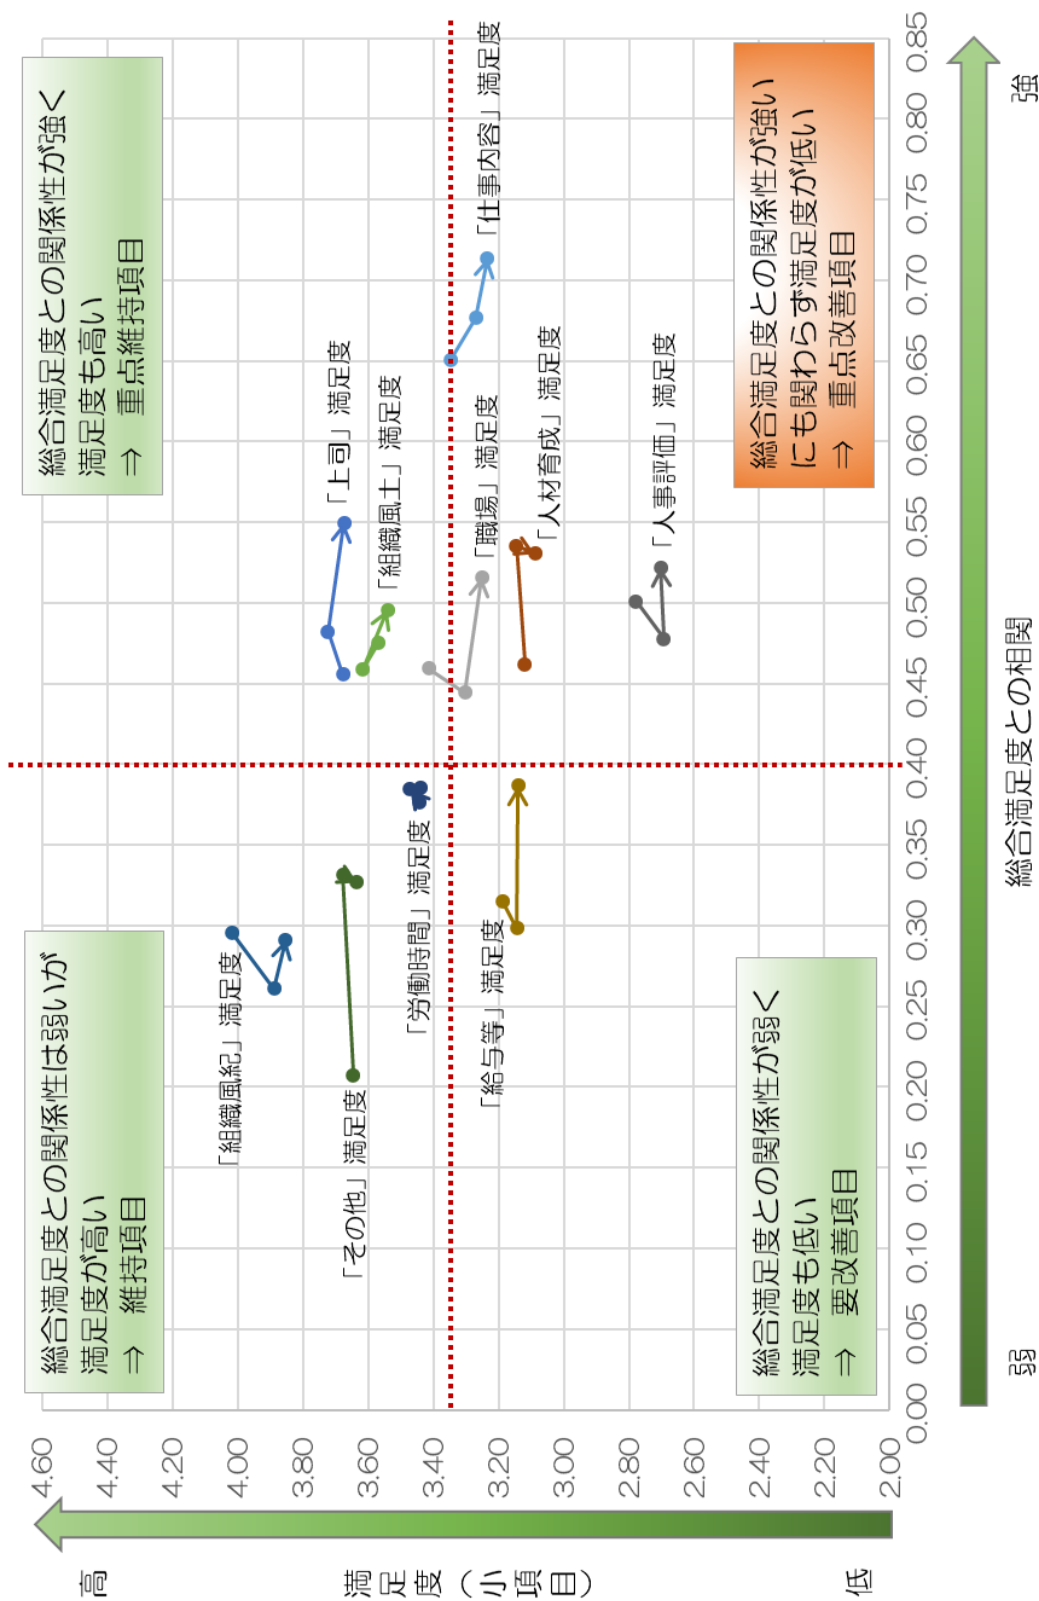 高
満足度（小項目）
低
4.60
4.40
4.20
4.00
3.80
3.60
3.40
3.20
3.00
2.80
2.60
2.40
2.20
2.00
総合満足度との関係性は弱いが
満足度が高い
⇒　維持項目
総合満足度との関係性が強く
満足度も高い
⇒　重点維持項目
「組織風紀」満足度
「その他」満足度
「労働時間」満足度
「給与等」満足度
「上司」満足度
「組織風土」満足度
「職場」満足度
「仕事内容」満足度
「人材育成」満足度
「人事評価」満足度
総合満足度との関係性が弱く
満足度も低い
⇒　要改善項目
総合満足度との関係性が強い
にも関わらず満足度が低い
⇒　重点改善項目
0.00 0.05 0.10 0.15 0.20 0.25 0.30 0.35 0.40 0.45 0.50 0.55 0.60 0.65 0.70 0.75 0.80 0.85
弱
総合満足度との相関
強